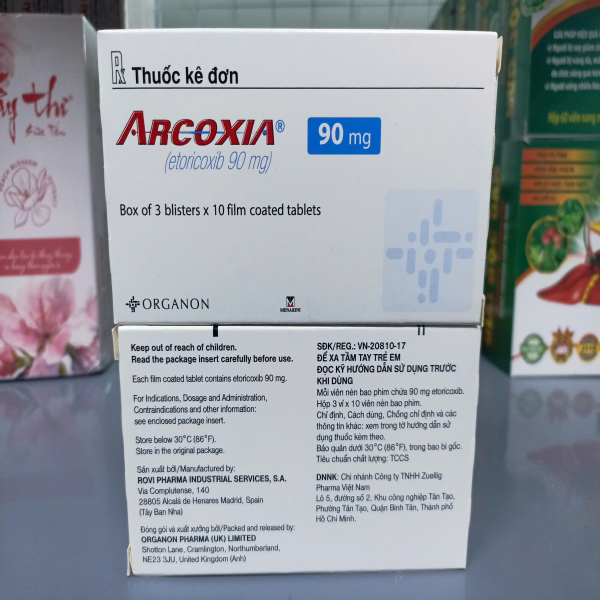 Rx Thuốc kê đơn
ARCOXIA® 90 mg
(etoricoxib 90 mg)
Box of 3 blisters x 10 film coated tablets
ORGANON
MENARINI
Keep out of reach of children.
Read the package insert carefully before use.
Each film coated tablet contains etoricoxib 90 mg.
For Indications, Dosage and Administration,
Contraindications and other information:
see enclosed package insert.
Store below 30°C (86°F).
Store in the original package.
Sản xuất bởi/Manufactured by:
ROVI PHARMA INDUSTRIAL SERVICES, S.A.
Via Complutense, 140
28805 Alcalá de Henares Madrid, Spain
(Tây Ban Nha)
Đóng gói và xuất xưởng bởi/Packed and released by:
ORGANON PHARMA (UK) LIMITED
Shotton Lane, Cramlington, Northumberland,
NE23 3JU, United Kingdom (Anh)
SĐK/REG.: VN-20810-17
ĐỂ XA TẦM TAY TRẺ EM
ĐỌC KỸ HƯỚNG DẪN SỬ DỤNG TRƯỚC
KHI DÙNG
Mỗi viên nén bao phim chứa 90 mg etoricoxib.
Hộp 3 vỉ x 10 viên nén bao phim.
Chỉ định, Cách dùng, Chống chỉ định và các
thông tin khác: xem trong tờ hướng dẫn sử
dụng thuốc kèm theo.
Bảo quản dưới 30°C (86°F), trong bao bì gốc.
Tiêu chuẩn chất lượng: TCCS
DNNK: Chi nhánh Công ty TNHH Zuellig
Pharma Việt Nam
Lô 5, đường số 2, Khu công nghiệp Tân Tạo,
Phường Tân Tạo, Quận Bình Tân, Thành phố
Hồ Chí Minh.